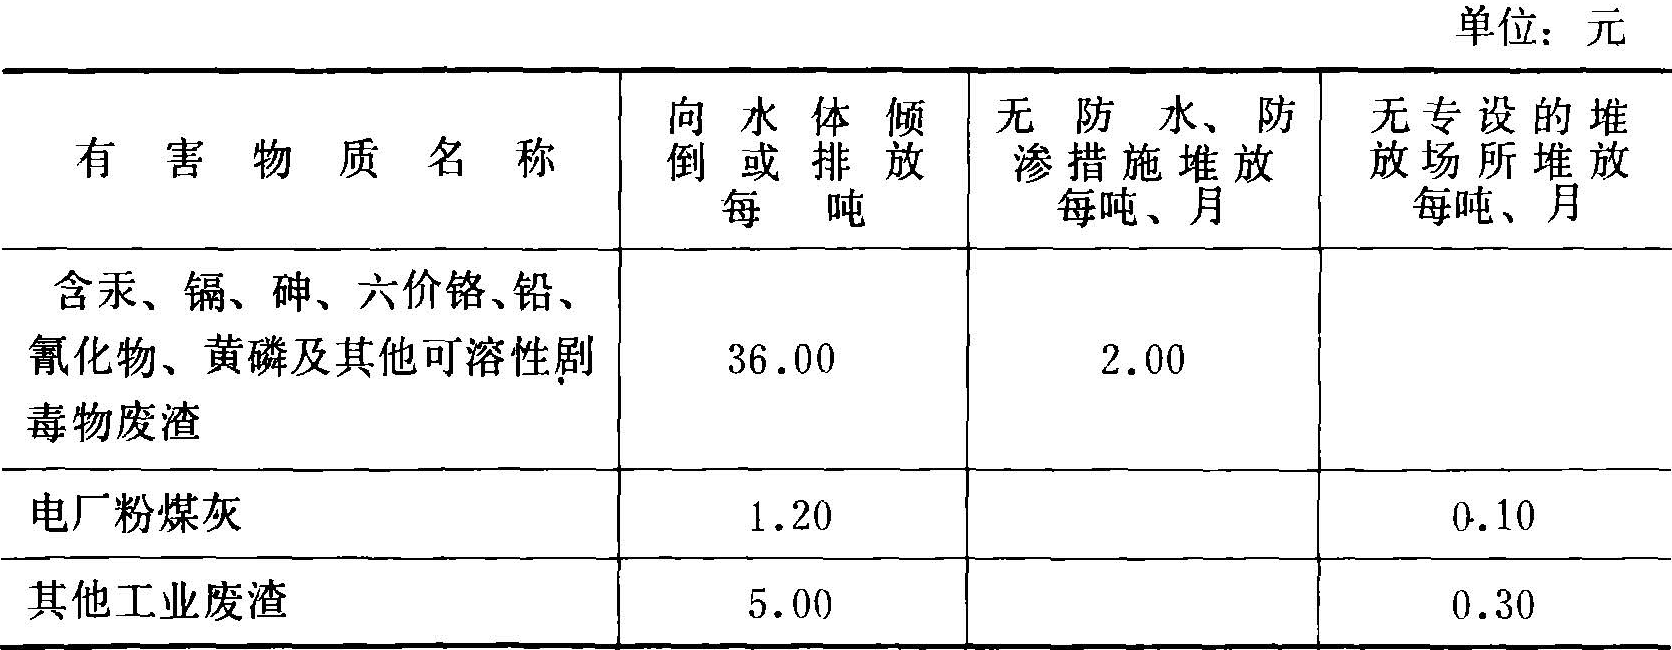 单位：元
有害物质名称
向水体倾
倒或排放
每吨
无防水、防
渗措施堆放
每吨、月
无专设的堆
放场所堆放
每吨、月
含汞、镉、砷、六价铬、铅、
氰化物、黄磷及其他可溶性剧
毒物废渣
36.00
2.00
电厂粉煤灰
1.20
0.10
其他工业废渣
5.00
0.30